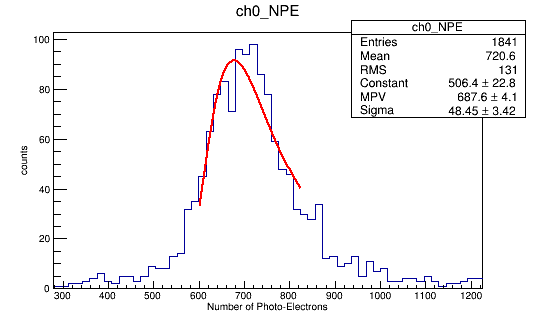 ch0_NPE
ch0_NPE
Entries 1841
Mean 720.6
RMS 131
Constant 506.4 ± 22.8
MPV 687.6 ± 4.1
Sigma 48.45 ± 3.42
counts
100
80
60
40
20
0
300 400 500 600 700 800 900 1000 1100 1200
Number of Photo-Electrons